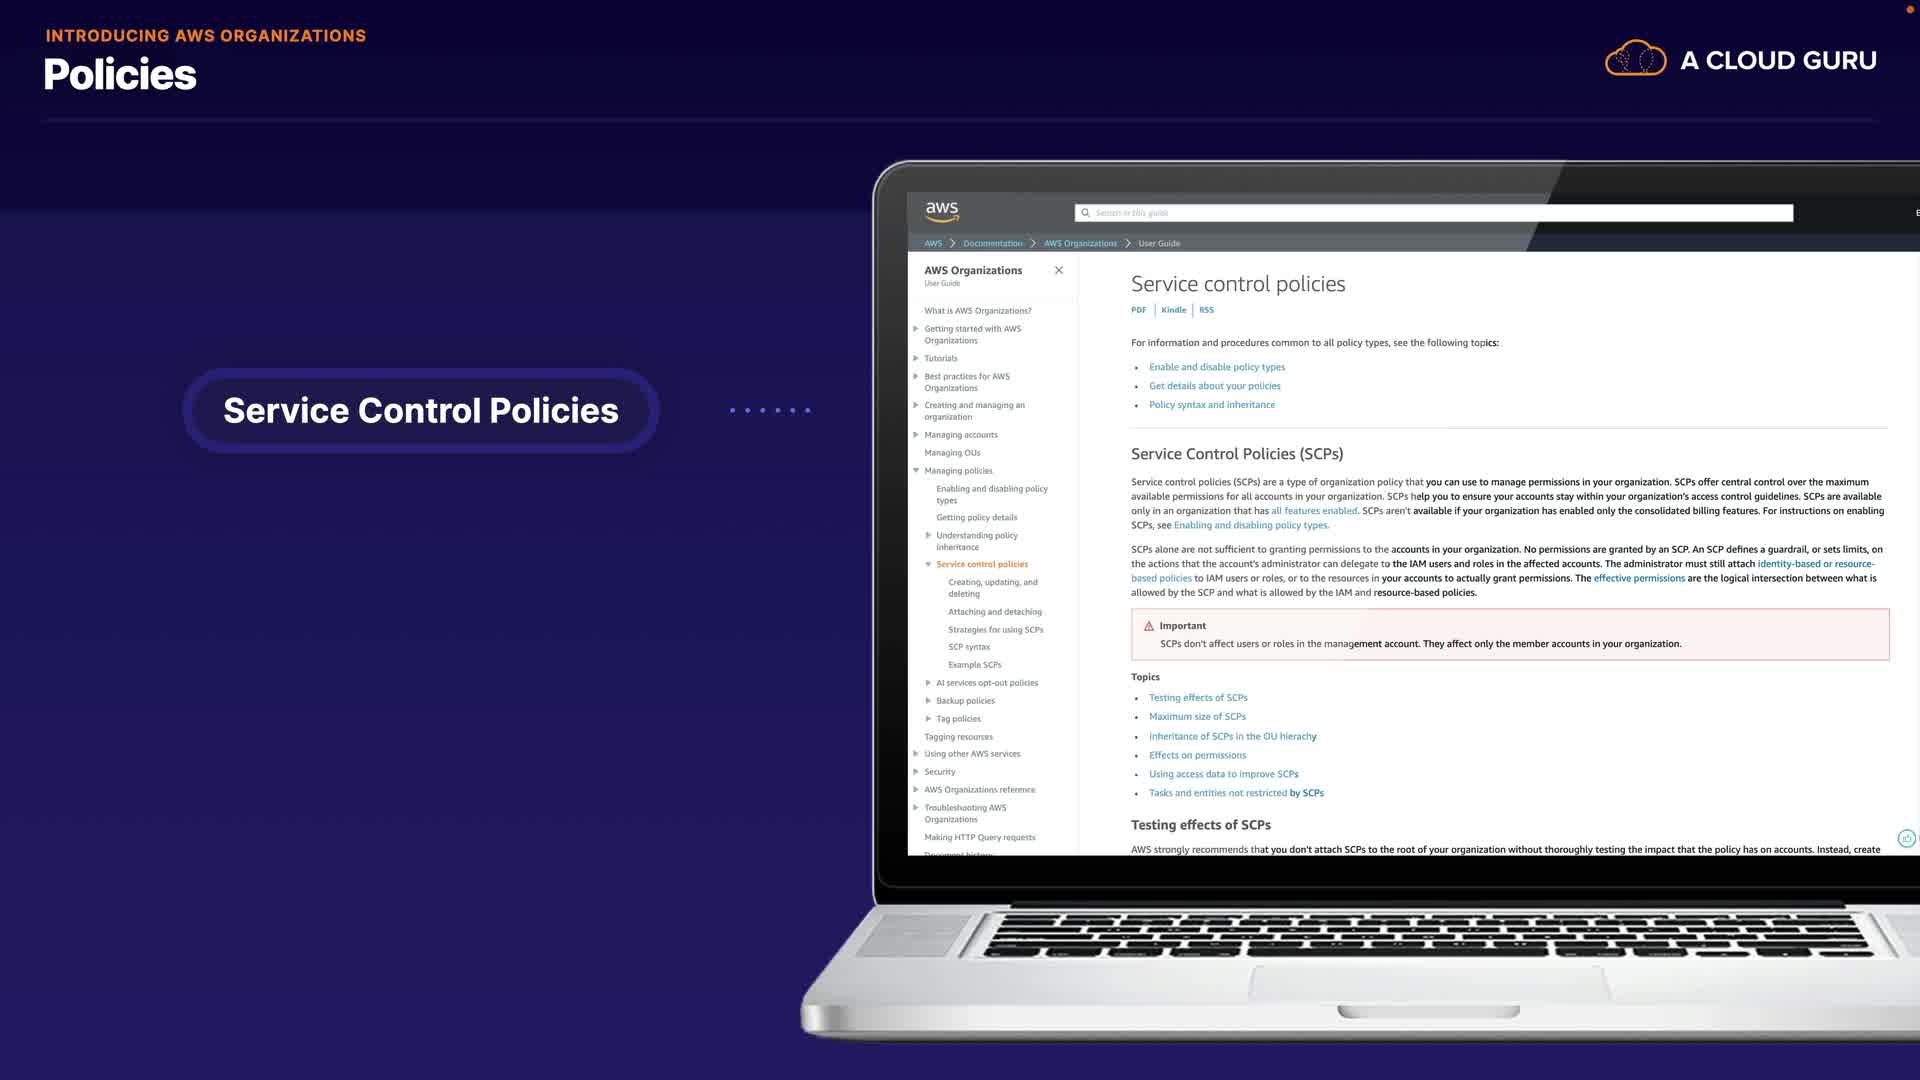 INTRODUCING AWS ORGANIZATIONS
Policies
A CLOUD GURU
Service Control Policies
aws
Search in this guide
AWS > Documentation > AWS Organizations > User Guide
AWS Organizations
User Guide
What is AWS Organizations?
Getting started with AWS
Organizations
Tutorials
Best practices for AWS
Organizations
Creating and managing an
organization
Managing accounts
Managing OUs
Managing policies
Enabling and disabling policy
types
Getting policy details
Understanding policy
inheritance
Service control policies
Creating, updating, and
deleting
Attaching and detaching
Strategies for using SCPs
SCP syntax
Example SCPs
AI services opt-out policies
Backup policies
Tag policies
Tagging resources
Using other AWS services
Security
AWS Organizations reference
Troubleshooting AWS
Organizations
Making HTTP Query requests
Document history
Service control policies
PDF | Kindle | RSS
For information and procedures common to all policy types, see the following topics:
• Enable and disable policy types
• Get details about your policies
• Policy syntax and inheritance
Service Control Policies (SCPs)
Service control policies (SCPs) are a type of organization policy that you can use to manage permissions in your organization. SCPs offer central control over the maximum
available permissions for all accounts in your organization. SCPs help you to ensure your accounts stay within your organization's access control guidelines. SCPs are available
only in an organization that has all features enabled. SCPs aren't available if your organization has enabled only the consolidated billing features. For instructions on enabling
SCPs, see Enabling and disabling policy types.
SCPs alone are not sufficient to granting permissions to the accounts in your organization. No permissions are granted by an SCP. An SCP defines a guardrail, or sets limits, on
the actions that the account's administrator can delegate to the IAM users and roles in the affected accounts. The administrator must still attach identity-based or resource-
based policies to IAM users or roles, or to the resources in your accounts to actually grant permissions. The effective permissions are the logical intersection between what is
allowed by the SCP and what is allowed by the IAM and resource-based policies.
Important
SCPs don't affect users or roles in the management account. They affect only the member accounts in your organization.
Topics
• Testing effects of SCPs
• Maximum size of SCPs
• Inheritance of SCPs in the OU hierachy
• Effects on permissions
• Using access data to improve SCPs
• Tasks and entities not restricted by SCPs
Testing effects of SCPs
AWS strongly recommends that you don't attach SCPs to the root of your organization without thoroughly testing the impact that the policy has on accounts. Instead, create